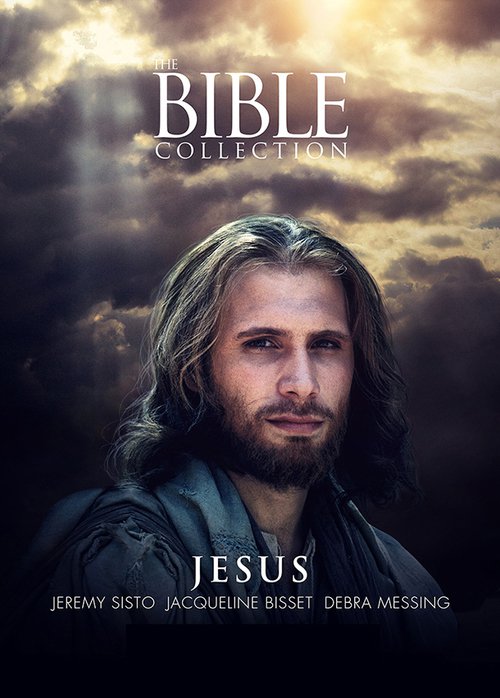 THE
BIBLE
COLLECTION
JESUS
JEREMY SISTO JACQUELINE BISSET DEBRA MESSING